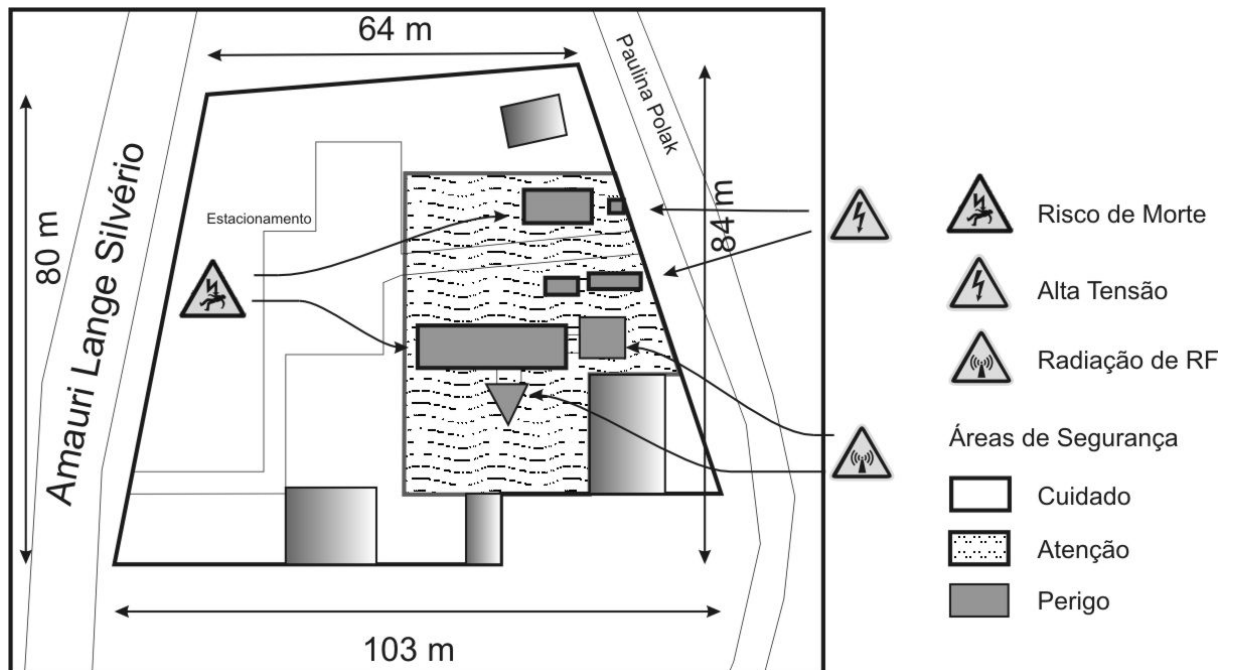 64 m
Paulina Polak
Amauri Lange Silvério
80 m
Estacionamento
84 m
103 m
Risco de Morte
Alta Tensão
Radiação de RF
Áreas de Segurança
Cuidado
Atenção
Perigo